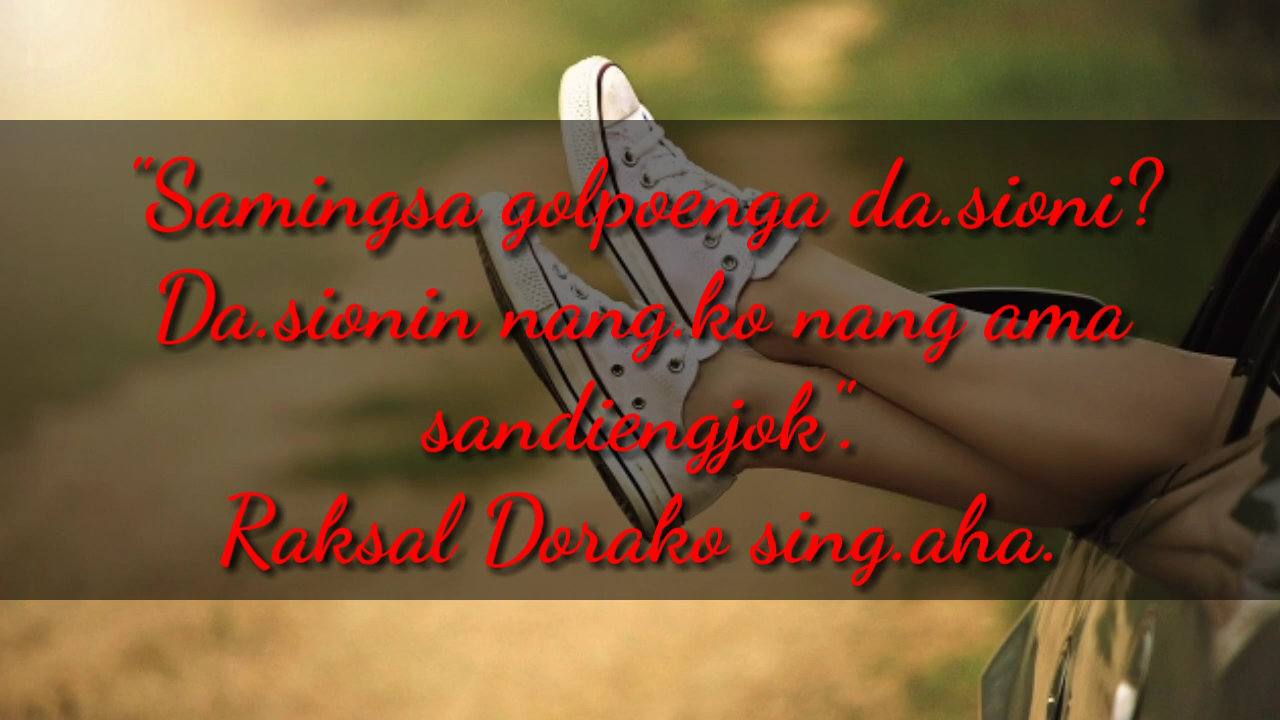 "Samingsa golpoenga da.sioni?
Da.sionin nang.ko nang ama
sandiengjok".
Raksal Dorako sing.aha.